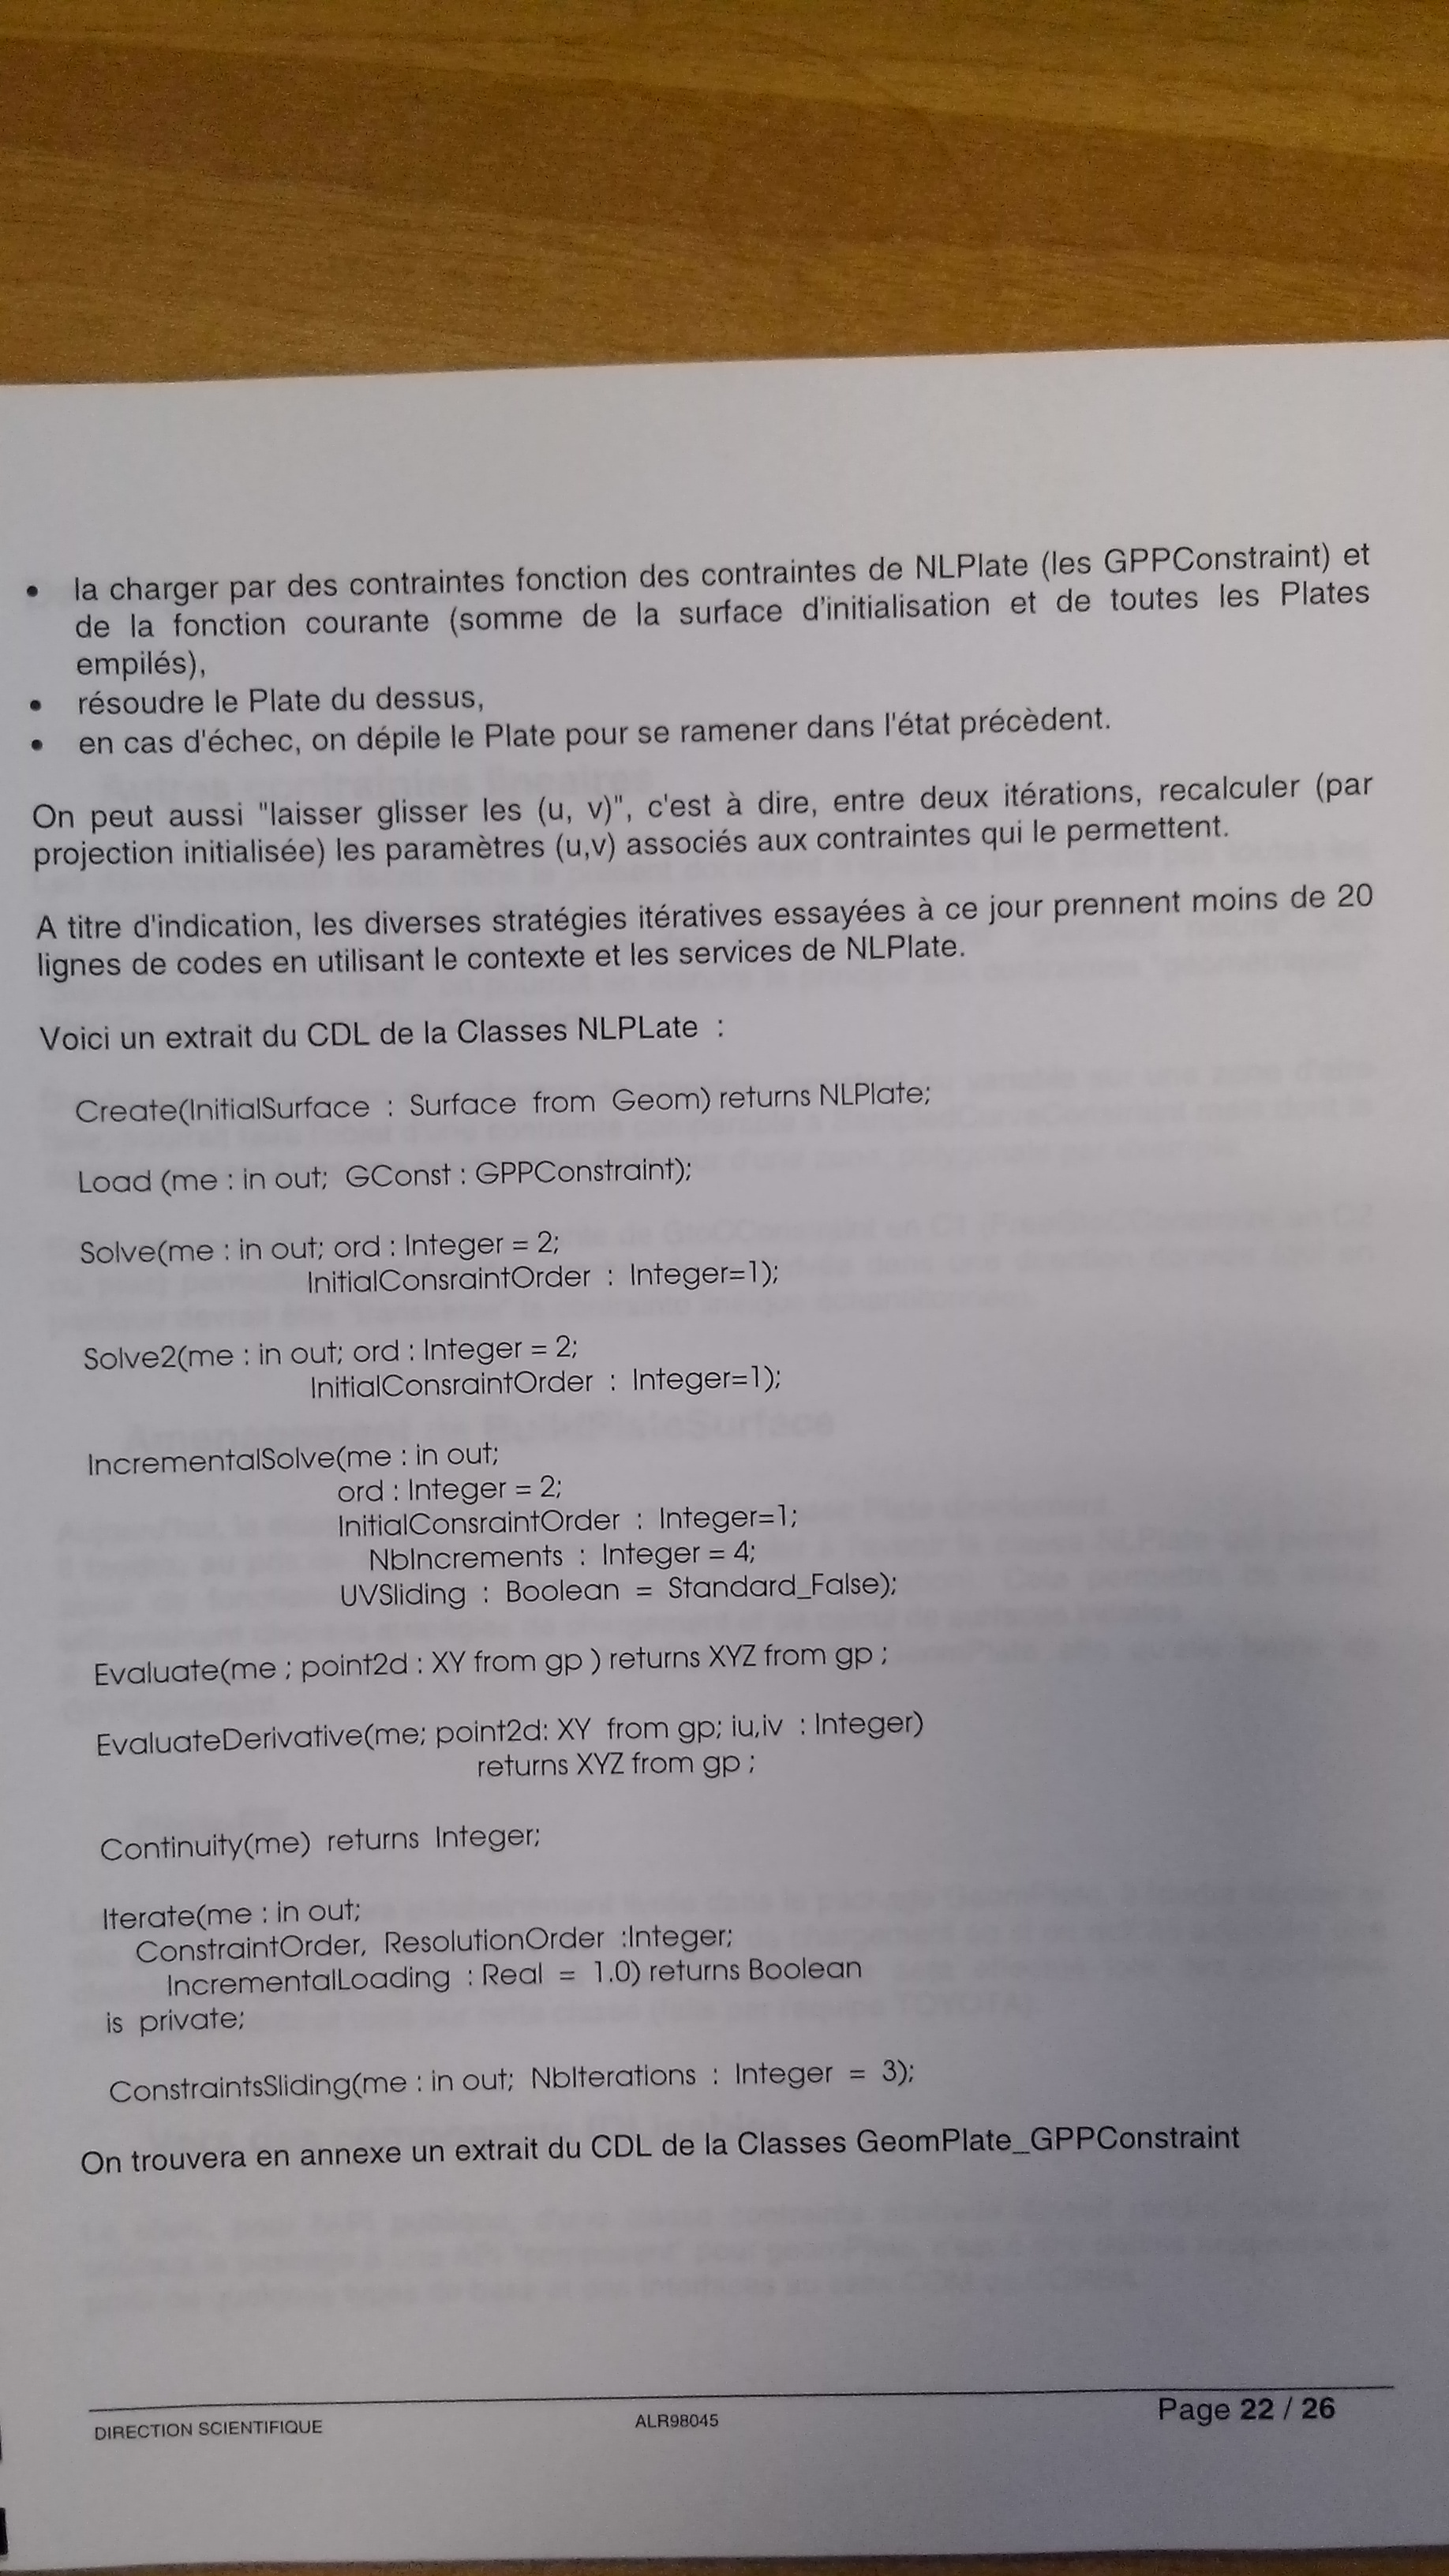 • la charger par des contraintes fonction des contraintes de NLPlate (les GPPConstraint) et
de la fonction courante (somme de la surface d'initialisation et de toutes les Plates
empilés),
• résoudre le Plate du dessus,
• en cas d'échec, on dépile le Plate pour se ramener dans l'état précèdent.
On peut aussi "laisser glisser les (u, v)", c'est à dire, entre deux itérations, recalculer (par
projection initialisée) les paramètres (u,v) associés aux contraintes qui le permettent.
A titre d'indication, les diverses stratégies itératives essayées à ce jour prennent moins de 20
lignes de codes en utilisant le contexte et les services de NLPlate.
Voici un extrait du CDL de la Classes NLPLate :
Create(InitialSurface : Surface from Geom) returns NLPlate;
Load (me : in out; GConst : GPPConstraint);
Solve(me : in out; ord : Integer = 2;
InitialConsraintOrder : Integer=1);
Solve2(me : in out; ord : Integer = 2;
InitialConsraintOrder : Integer=1);
IncrementalSolve(me : in out;
ord : Integer = 2;
InitialConsraintOrder : Integer=1;
NbIncrements : Integer = 4;
UVSliding : Boolean = Standard_False);
Evaluate(me ; point2d : XY from gp ) returns XYZ from gp ;
EvaluateDerivative(me; point2d: XY from gp; iu,iv : Integer)
returns XYZ from gp ;
Continuity(me) returns Integer;
Iterate(me : in out;
ConstraintOrder, ResolutionOrder :Integer;
IncrementalLoading : Real = 1.0) returns Boolean
is private;
ConstraintsSliding(me : in out; NbIterations : Integer = 3);
On trouvera en annexe un extrait du CDL de la Classes GeomPlate_GPPConstraint
DIRECTION SCIENTIFIQUE ALR98045 Page 22 / 26